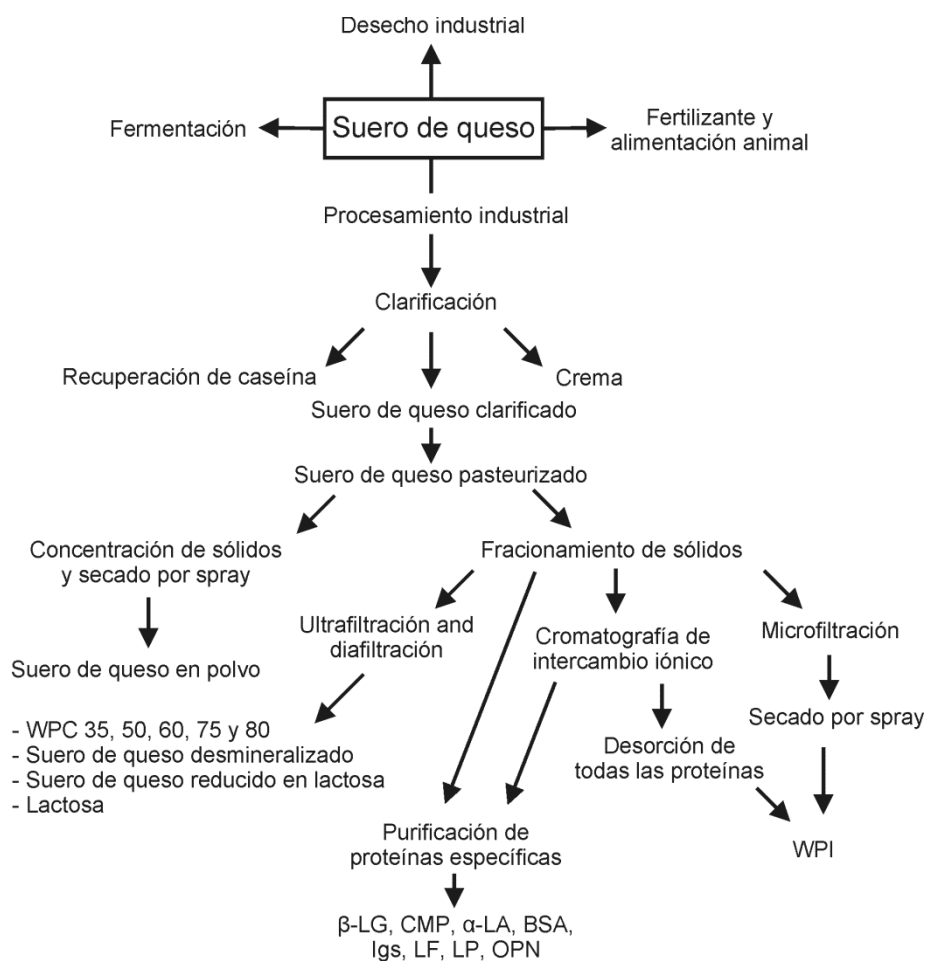 Desecho industrial
Fermentación
Suero de queso
Fertilizante y
alimentación animal
Procesamiento industrial
Clarificación
Recuperación de caseína
Crema
Suero de queso clarificado
Suero de queso pasteurizado
Concentración de sólidos
y secado por spray
Fracionamiento de sólidos
Ultrafiltración and
diafiltración
Cromatografía de
intercambio iónico
Microfiltración
Suero de queso en polvo
- WPC 35, 50, 60, 75 y 80
- Suero de queso desmineralizado
- Suero de queso reducido en lactosa
- Lactosa
Desorción de
todas las proteínas
Secado por spray
Purificación de
proteínas específicas
WPI
β-LG, CMP, α-LA, BSA,
Igs, LF, LP, OPN